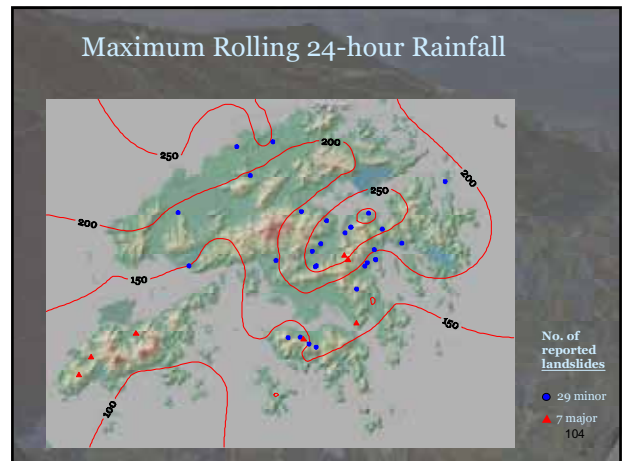 Maximum Rolling 24-hour Rainfall
250
200
250
200
200
150
150
100
No. of
reported
landslides
29 minor
7 major
104